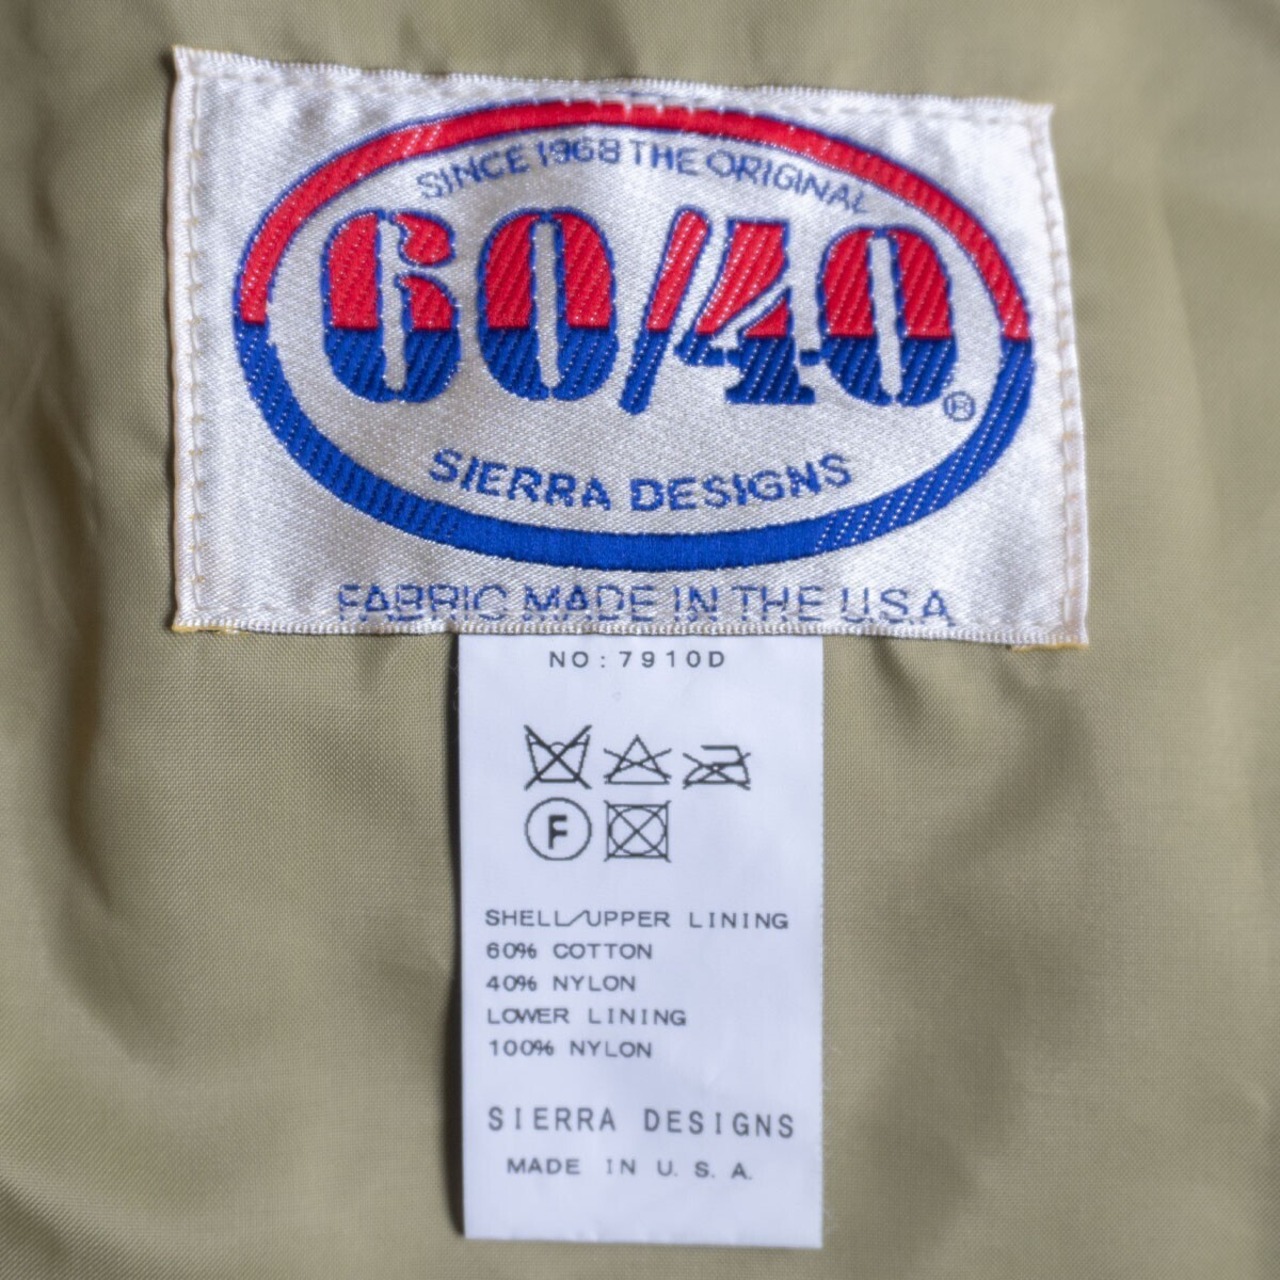 SINCE 1968 THE ORIGINAL
60/40®
SIERRA DESIGNS
FABRIC MADE IN THE U.S.A
NO:7910D
F
SHELL/UPPER LINING
60% COTTON
40% NYLON
LOWER LINING
100% NYLON
SIERRA DESIGNS
MADE IN U.S.A.